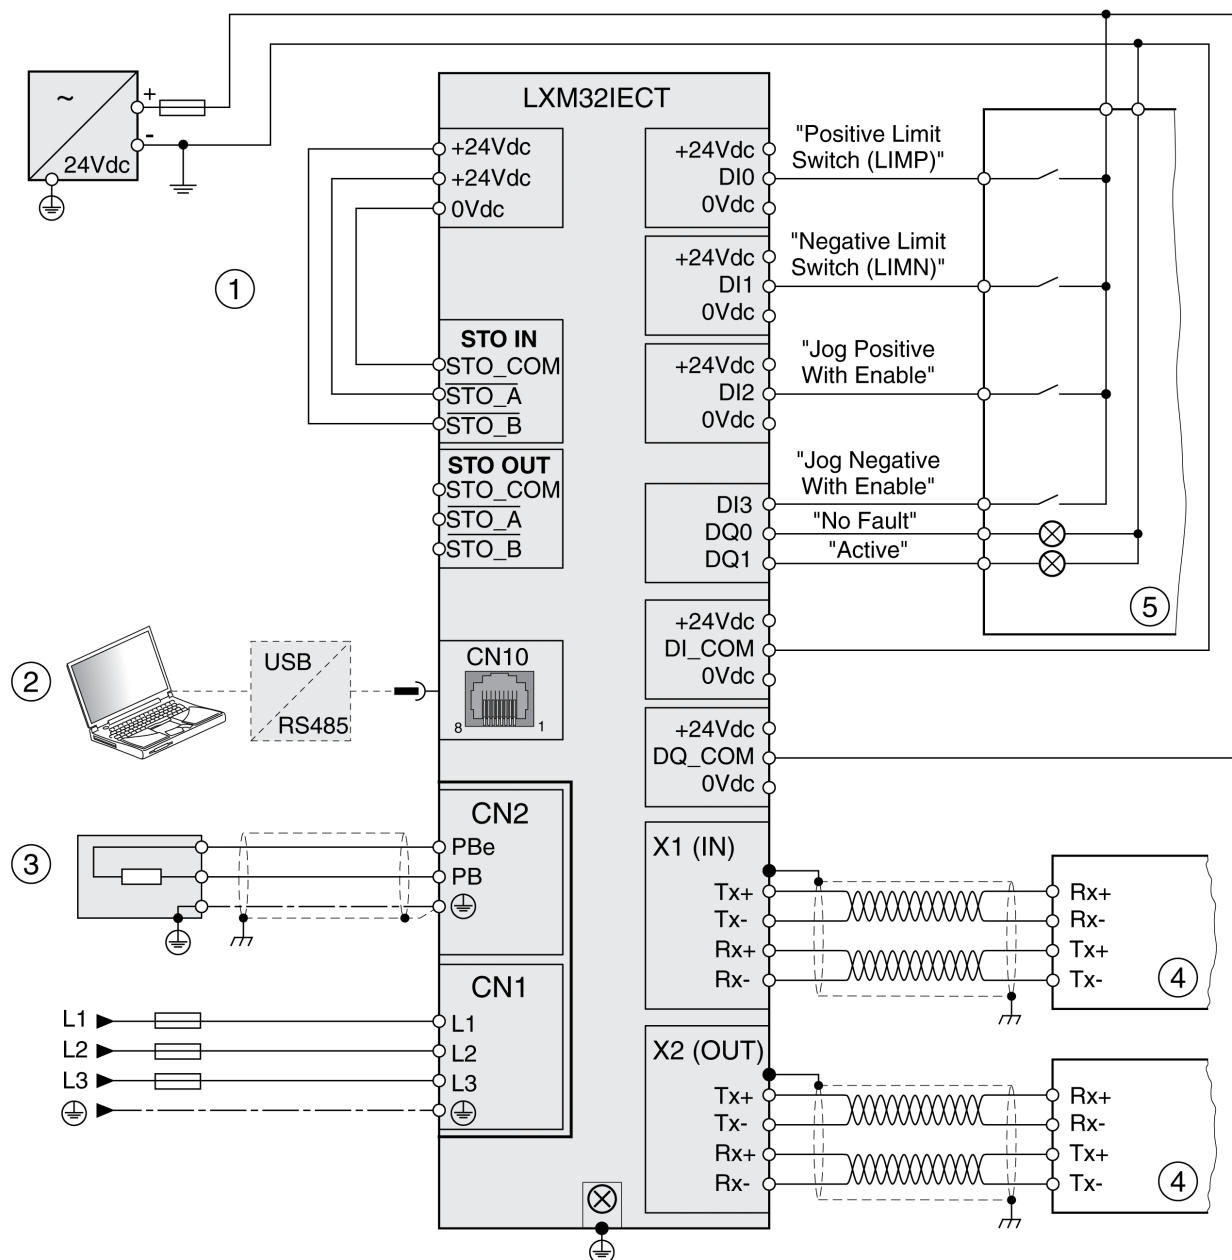 LXM32IECT
~
+
-
24Vdc
+24Vdc
+24Vdc
0Vdc
1
STO IN
STO_COM
STO_A
STO_B
STO OUT
STO_COM
STO_A
STO_B
2
USB
RS485
CN10
8
1
3
CN2
PBe
PB
CN1
L1
L2
L3
L1
L2
L3
+24Vdc
DI0
0Vdc
"Positive Limit
Switch (LIMP)"
+24Vdc
DI1
0Vdc
"Negative Limit
Switch (LIMN)"
+24Vdc
DI2
0Vdc
"Jog Positive
With Enable"
DI3
DQ0
DQ1
"Jog Negative
With Enable"
"No Fault"
"Active"
5
+24Vdc
DI_COM
0Vdc
+24Vdc
DQ_COM
0Vdc
X1 (IN)
Tx+
Tx-
Rx+
Rx-
Rx+
Rx-
Tx+
Tx-
4
X2 (OUT)
Tx+
Tx-
Rx+
Rx-
Rx+
Rx-
Tx+
Tx-
4